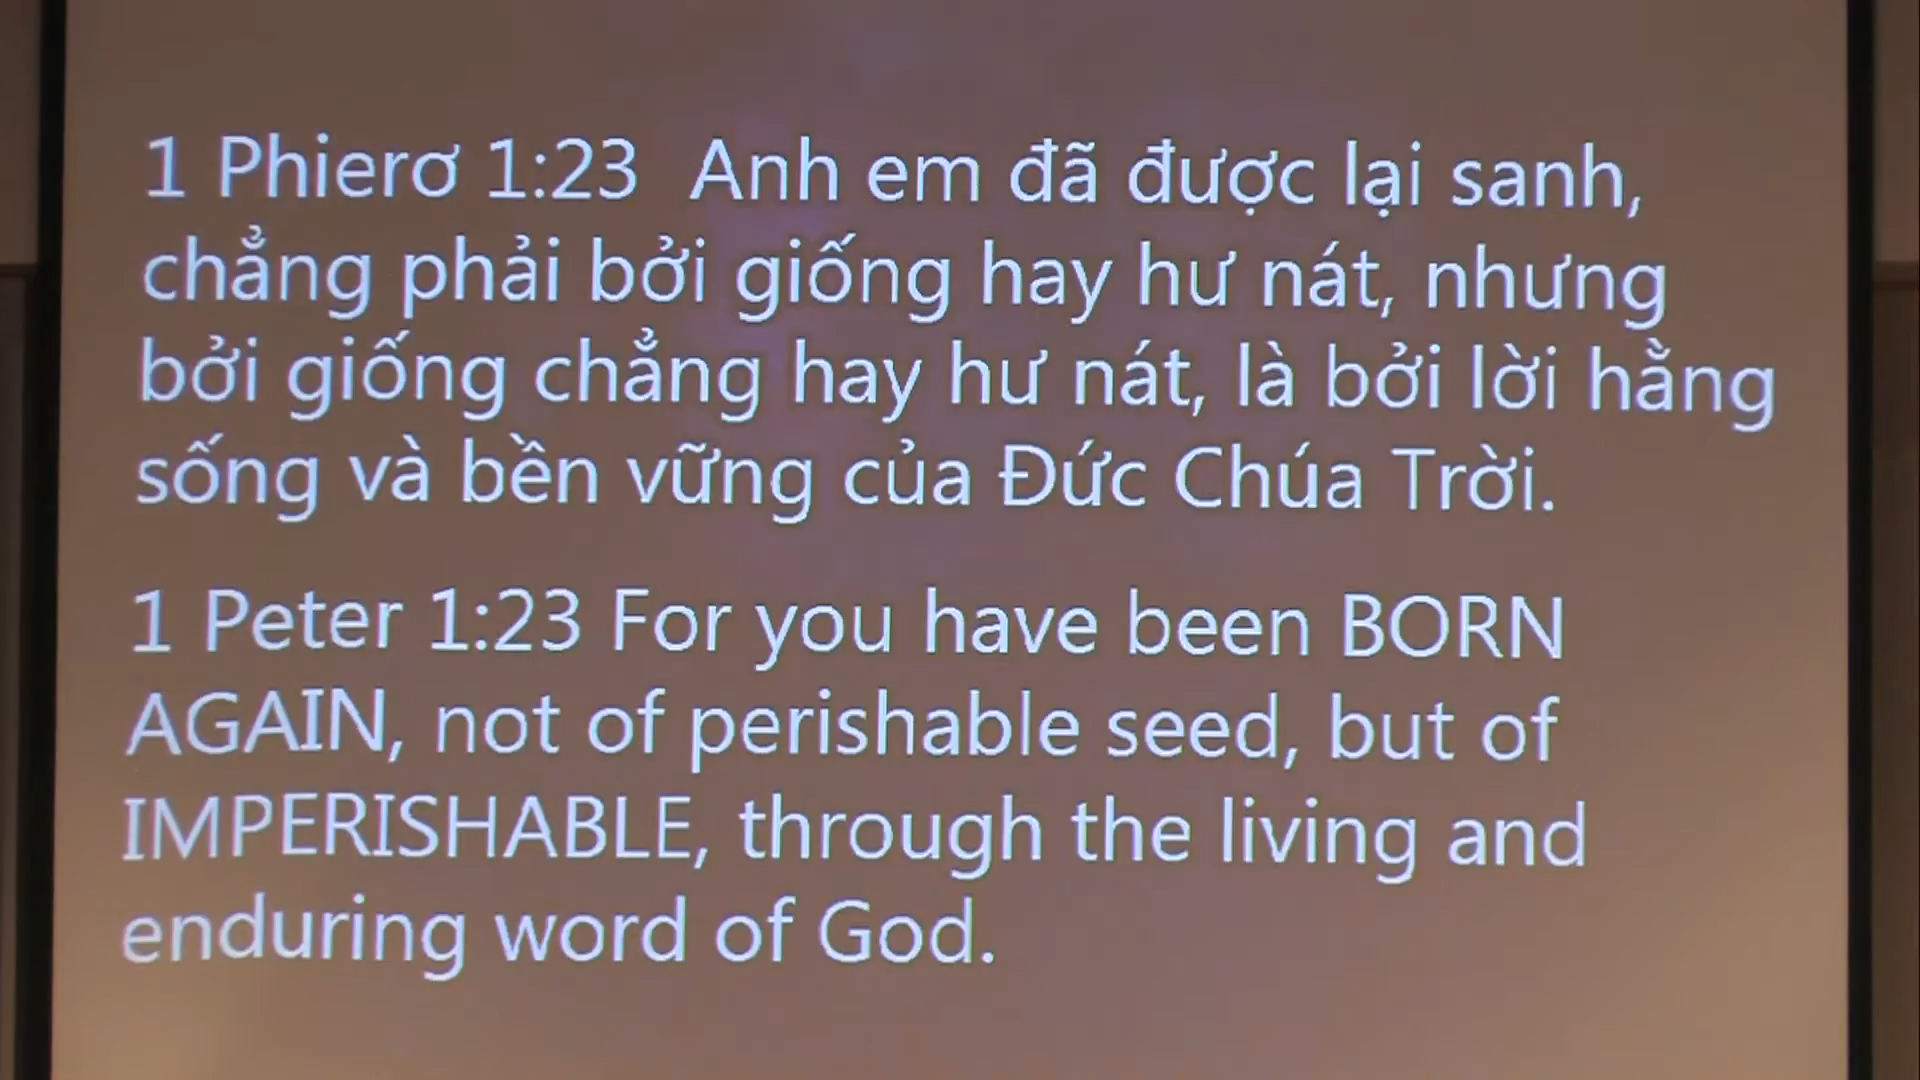 1 Phierơ 1:23  Anh em đã được lại sanh,
chẳng phải bởi giống hay hư nát, nhưng
bởi giống chẳng hay hư nát, là bởi lời hằng
sống và bền vững của Đức Chúa Trời.
1 Peter 1:23 For you have been BORN
AGAIN, not of perishable seed, but of
IMPERISHABLE, through the living and
enduring word of God.